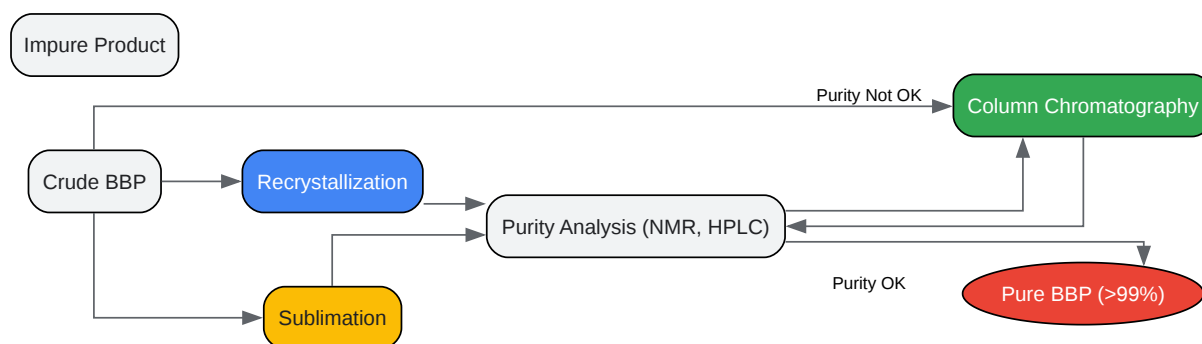 Impure Product
Purity Not OK
Column Chromatography
Crude BBP
Recrystallization
Purity Analysis (NMR, HPLC)
Purity OK
Pure BBP (>99%)
Sublimation